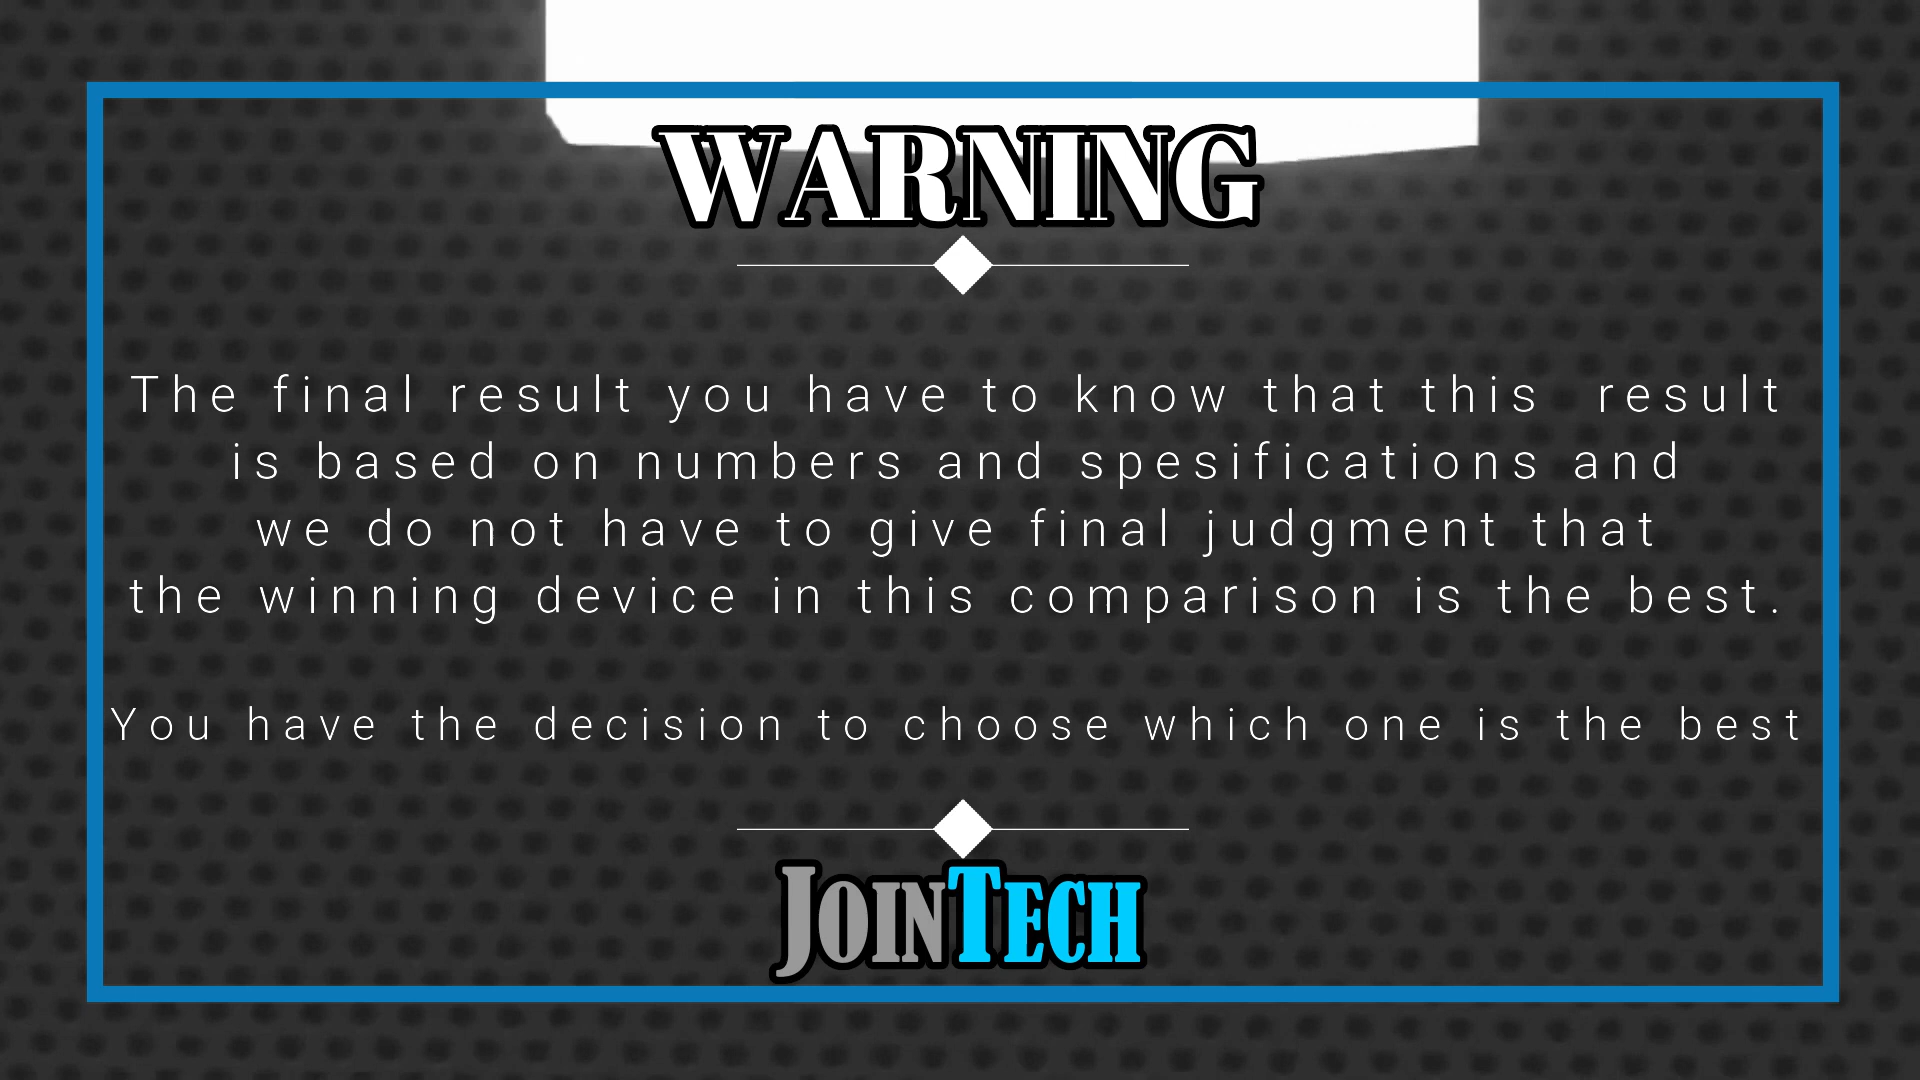 WARNING
The final result you have to know that this result
is based on numbers and spesifications and
we do not have to give final judgment that
the winning device in this comparison is the best.
You have the decision to choose which one is the best
JOINTECH